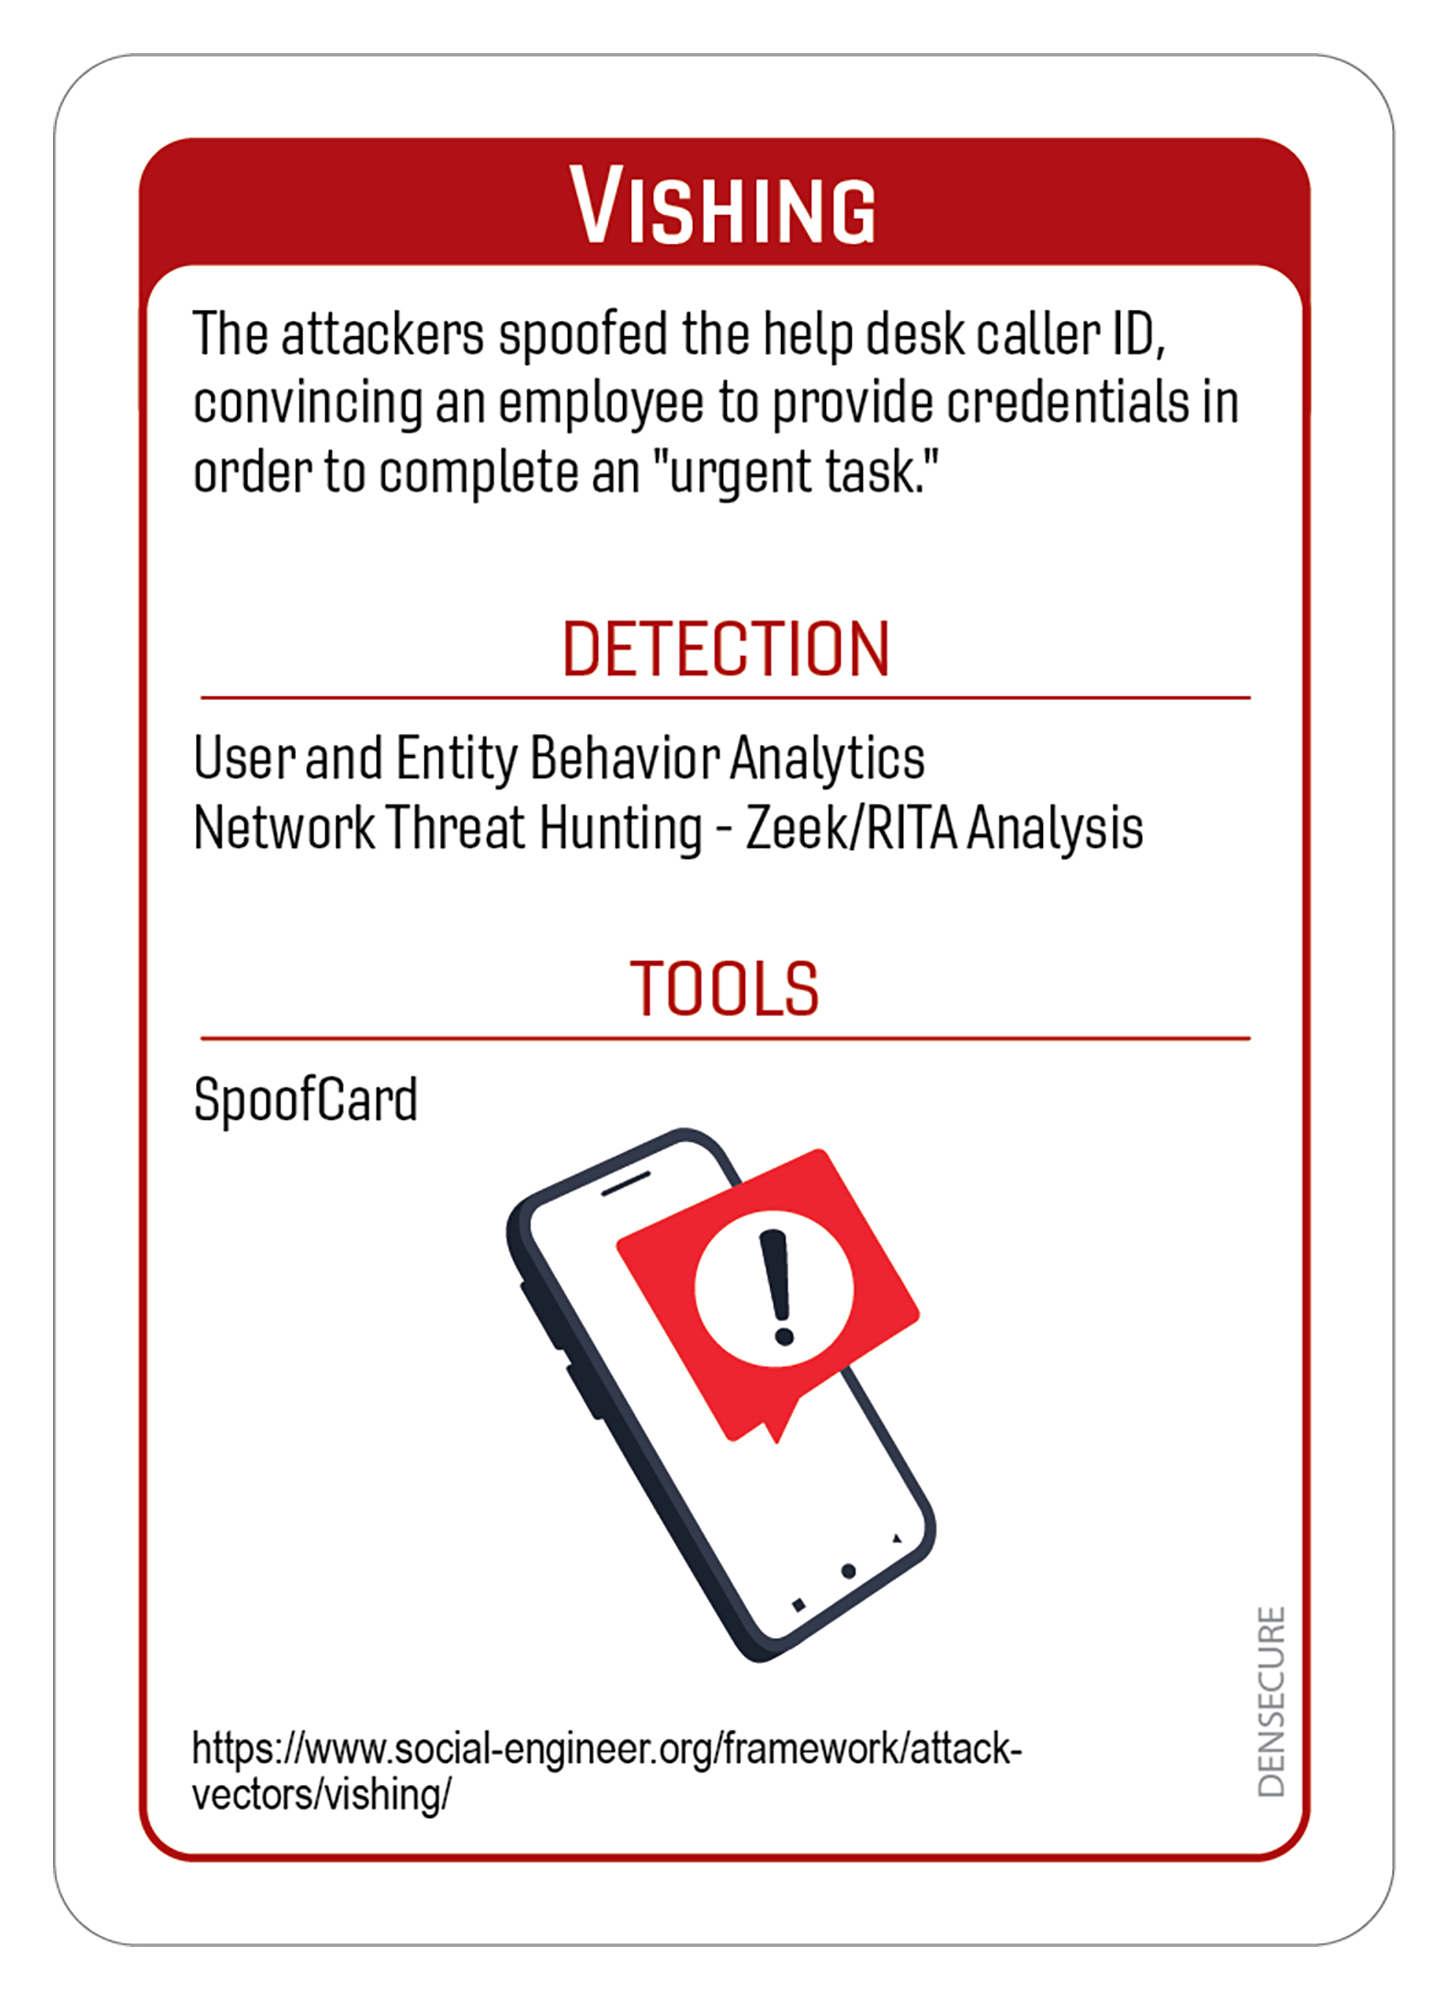 VISHING
The attackers spoofed the help desk caller ID,
convincing an employee to provide credentials in
order to complete an "urgent task."
DETECTION
User and Entity Behavior Analytics
Network Threat Hunting - Zeek/RITA Analysis
TOOLS
SpoofCard
!
https://www.social-engineer.org/framework/attack-
vectors/vishing/
DENSECURE